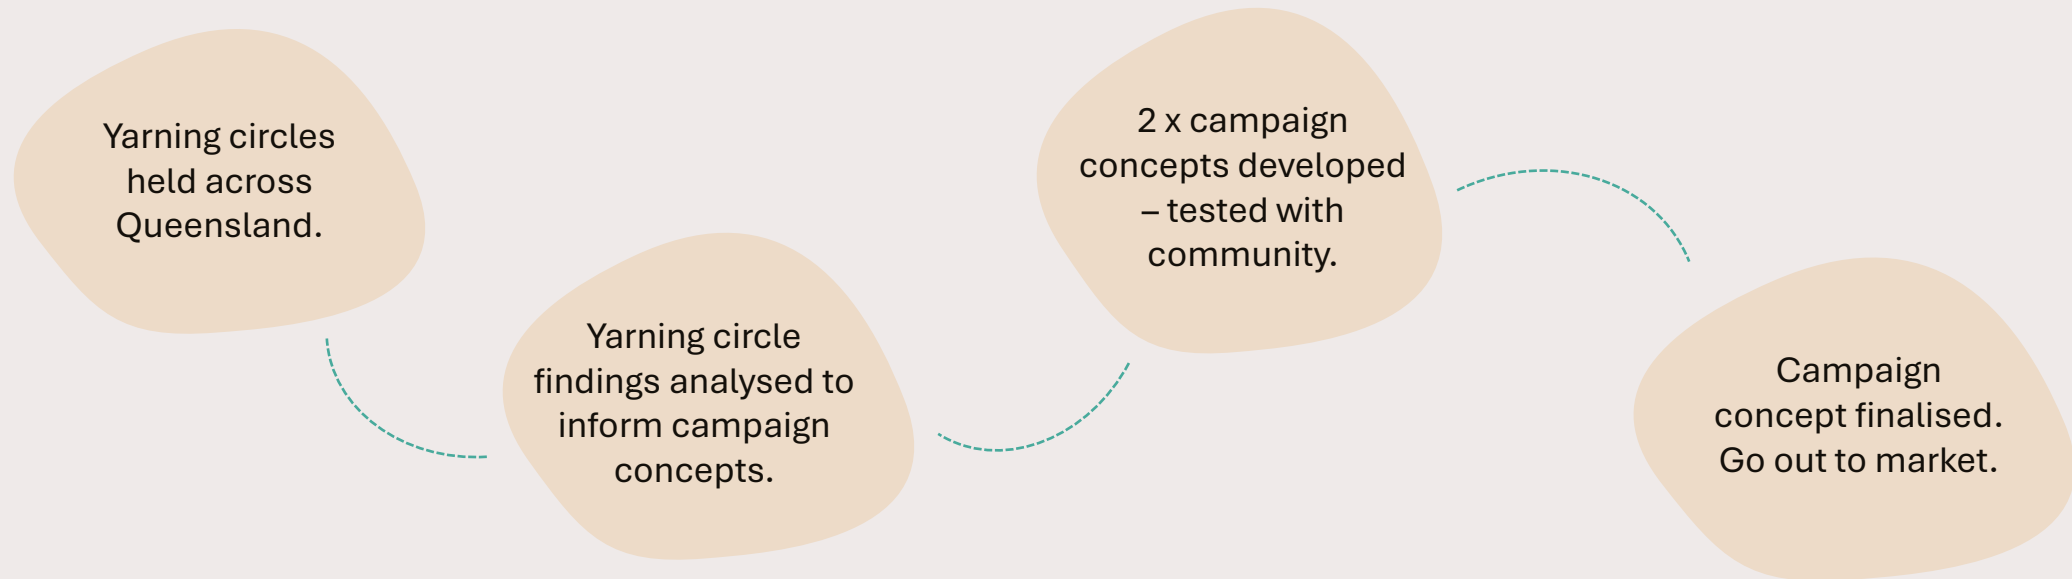 Yarning circles
held across
Queensland.
Yarning circle
findings analysed to
inform campaign
concepts.
2 x campaign
concepts developed
– tested with
community.
Campaign
concept finalised.
Go out to market.